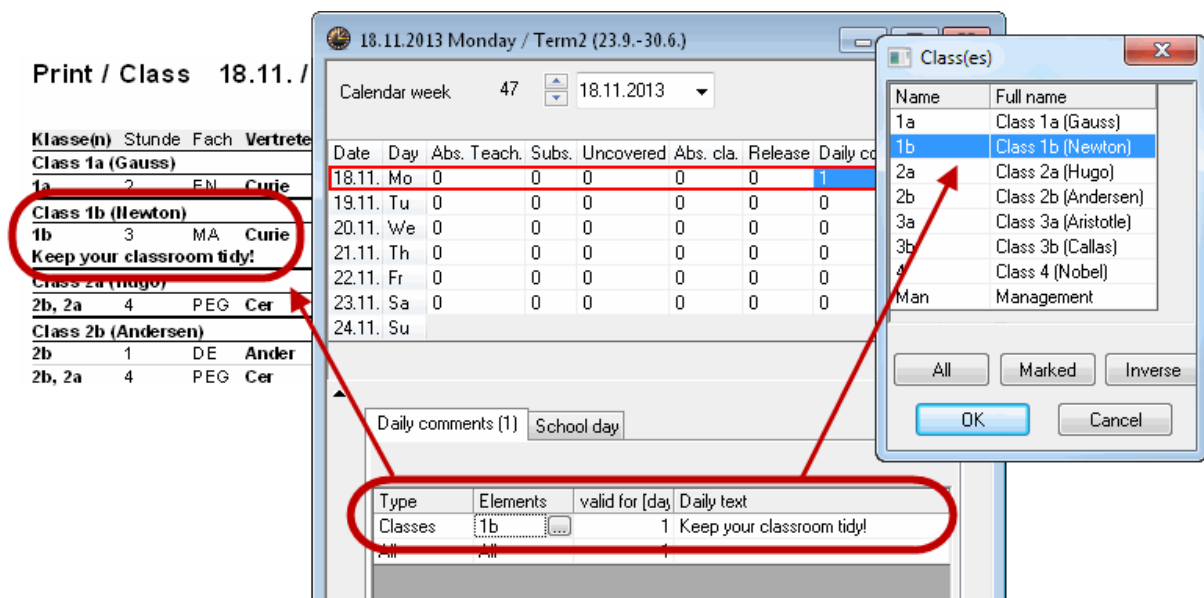 Print / Class 18.11. /
Klasse(n) Stunde Fach Vertrete
Class 1a (Gauss)
1a 2 EN Curie
Class 1b (Newton)
1b 3 MA Curie
Keep your classroom tidy!
Class 2a (Hugo)
2b, 2a 4 PEG Cer
Class 2b (Andersen)
2b 1 DE Ander
2b, 2a 4 PEG Cer
18.11.2013 Monday / Term2 (23.9.-30.6.)
Calendar week 47 18.11.2013
Date Day Abs. Teach. Subs. Uncovered Abs. cla. Release Daily co
18.11. Mo 0 0 0 0 0 1
19.11. Tu 0 0 0 0 0 0
20.11. We 0 0 0 0 0 0
21.11. Th 0 0 0 0 0 0
22.11. Fr 0 0 0 0 0 0
23.11. Sa 0 0 0 0 0 0
24.11. Su
Daily comments (1) School day
Type Elements valid for [day Daily text
Classes 1b ... 1 Keep your classroom tidy!
All All 1
Class(es)
Name Full name
1a Class 1a (Gauss)
1b Class 1b (Newton)
2a Class 2a (Hugo)
2b Class 2b (Andersen)
3a Class 3a (Aristotle)
3b Class 3b (Callas)
4 Class 4 (Nobel)
Man Management
All Marked Inverse
OK Cancel